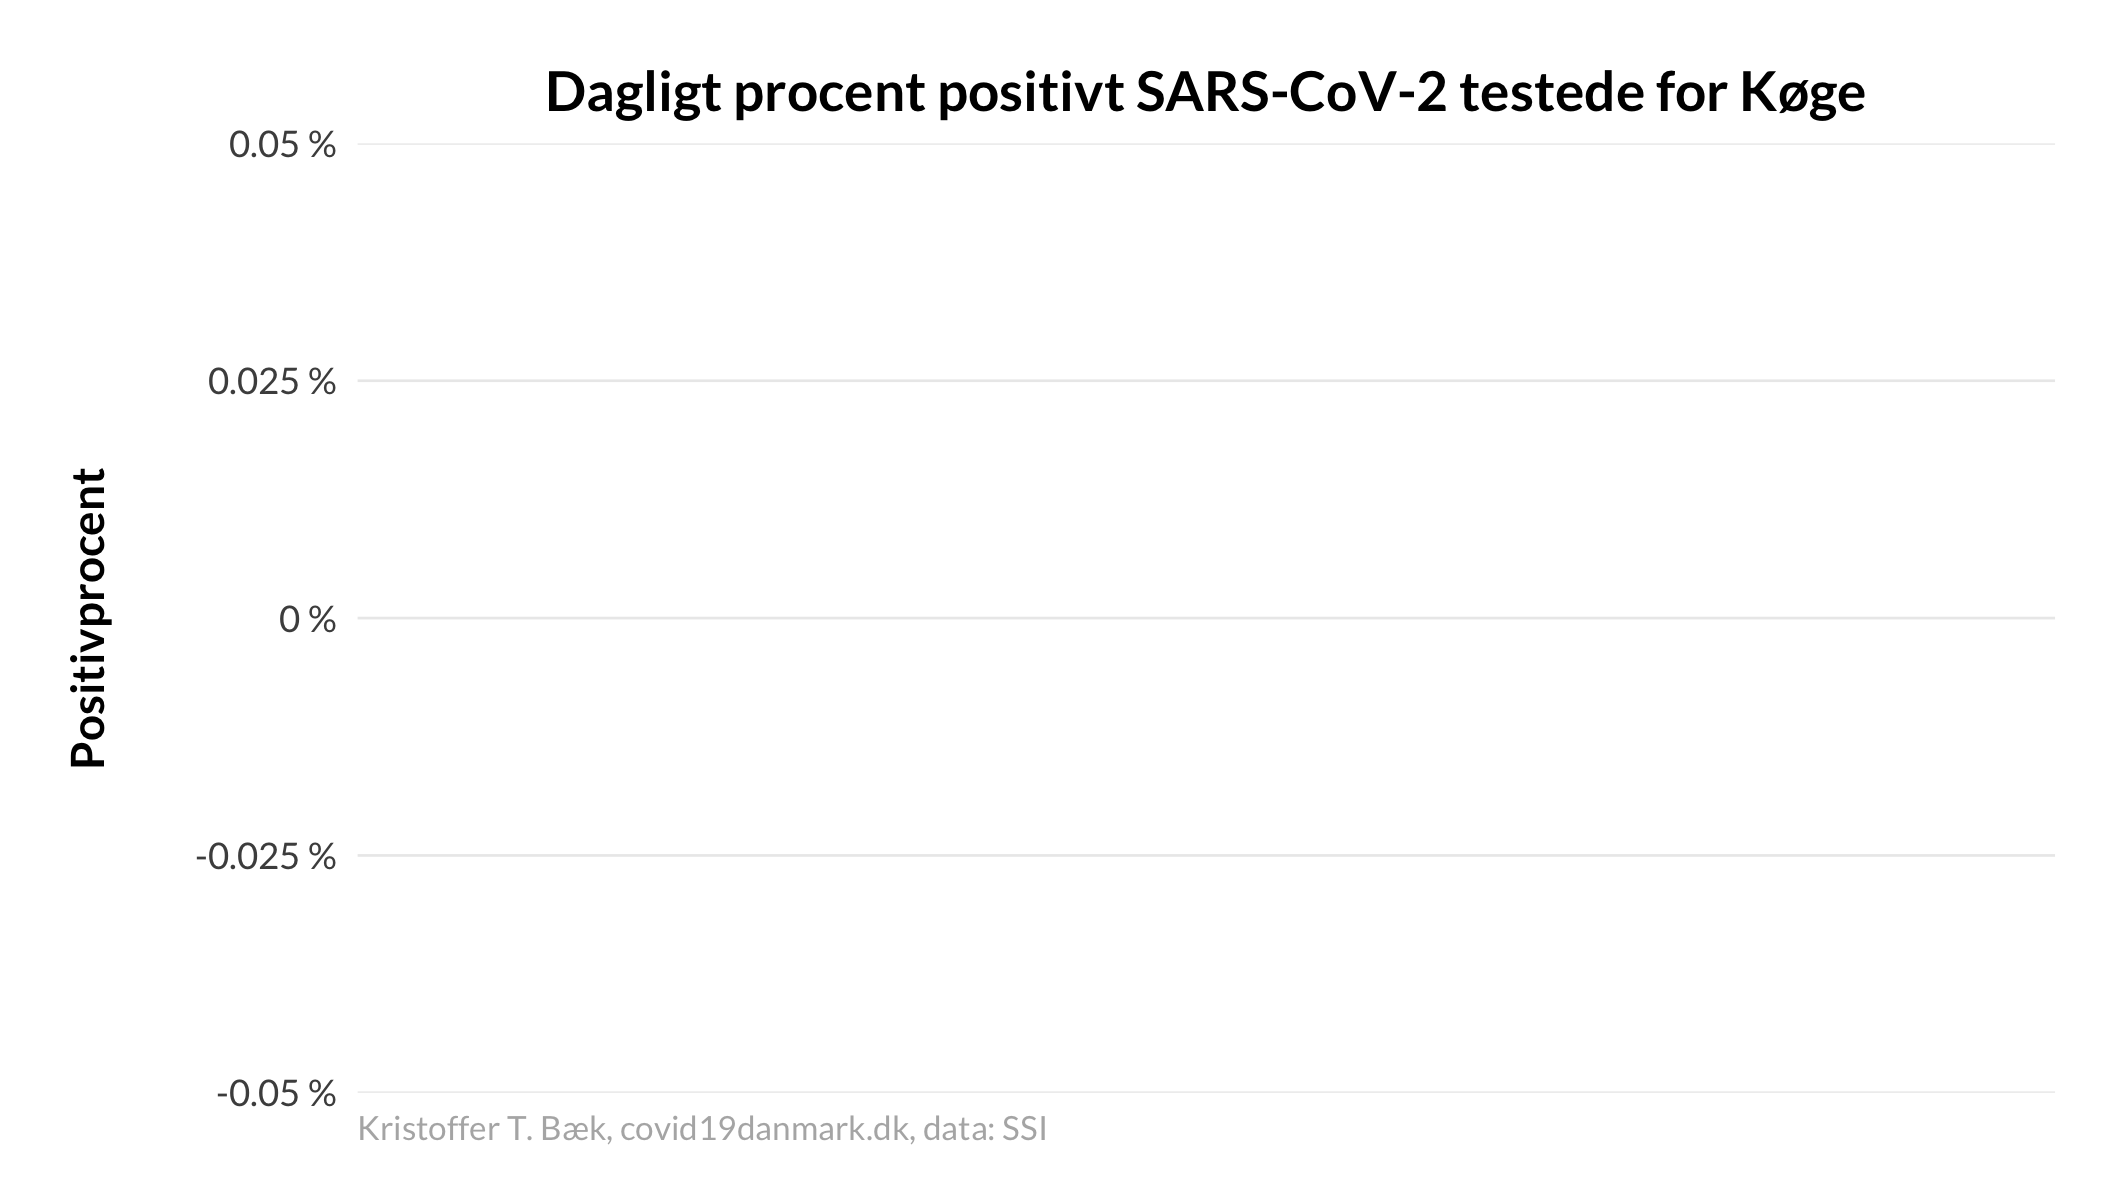 Dagligt procent positivt SARS-CoV-2 testede for Køge
0.05 %
0.025 %
0 %
-0.025 %
-0.05 %
Positivprocent
Kristoffer T. Bæk, covid19danmark.dk, data: SSI